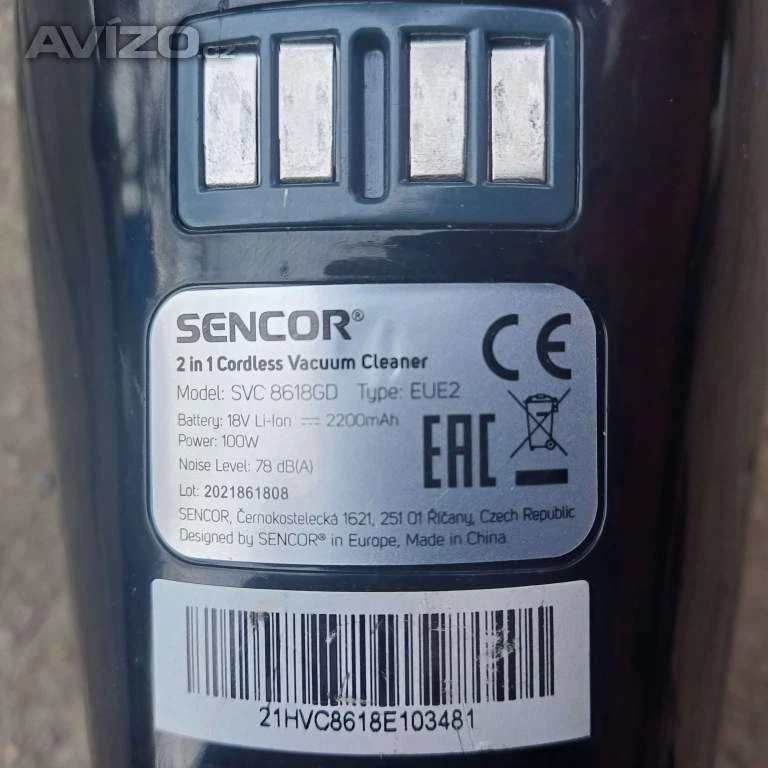 AVÍZO.cz
SENCOR®
2 in 1 Cordless Vacuum Cleaner
Model: SVC 8618GD Type: EUE2
Battery: 18V Li-Ion ⎓ 2200mAh
Power: 100W
Noise Level: 78 dB(A)
Lot: 2021861808
CE
EAC
SENCOR, Černokostelecká 1621, 251 01 Říčany, Czech Republic
Designed by SENCOR® in Europe, Made in China
21HVC8618E103481